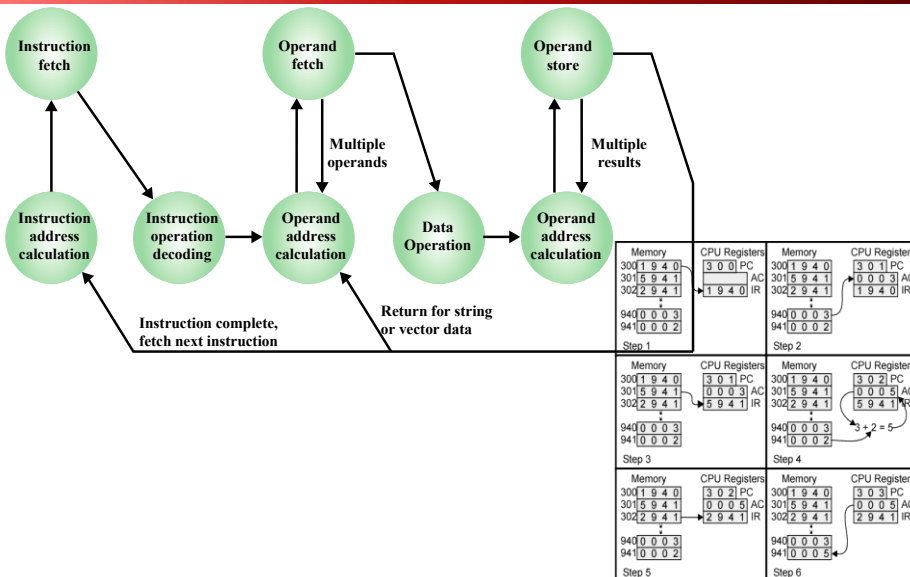 Instruction
fetch
Operand
fetch
Operand
store
Multiple
operands
Multiple
results
Instruction
address
calculation
Instruction
operation
decoding
Operand
address
calculation
Data
Operation
Operand
address
calculation
Instruction complete,
fetch next instruction
Return for string
or vector data
Memory CPU Registers
300 1 9 4 0 3 0 0 PC
301 5 9 4 1 AC
302 2 9 4 1 1 9 4 0 IR
940 0 0 0 3
941 0 0 0 2
Step 1
Memory CPU Register
300 1 9 4 0 3 0 1 PC
301 5 9 4 1 0 0 0 3 AC
302 2 9 4 1 1 9 4 0 IR
940 0 0 0 3
941 0 0 0 2
Step 2
Memory CPU Registers
300 1 9 4 0 3 0 1 PC
301 5 9 4 1 0 0 0 3 AC
302 2 9 4 1 5 9 4 1 IR
940 0 0 0 3
941 0 0 0 2
Step 3
Memory CPU Register
300 1 9 4 0 3 0 2 PC
301 5 9 4 1 0 0 0 5 AC
302 2 9 4 1 5 9 4 1 IR
940 0 0 0 3 3 + 2 = 5
941 0 0 0 2
Step 4
Memory CPU Registers
300 1 9 4 0 3 0 2 PC
301 5 9 4 1 0 0 0 5 AC
302 2 9 4 1 2 9 4 1 IR
940 0 0 0 3
941 0 0 0 2
Step 5
Memory CPU Register
300 1 9 4 0 3 0 3 PC
301 5 9 4 1 0 0 0 5 AC
302 2 9 4 1 2 9 4 1 IR
940 0 0 0 3
941 0 0 0 5
Step 6